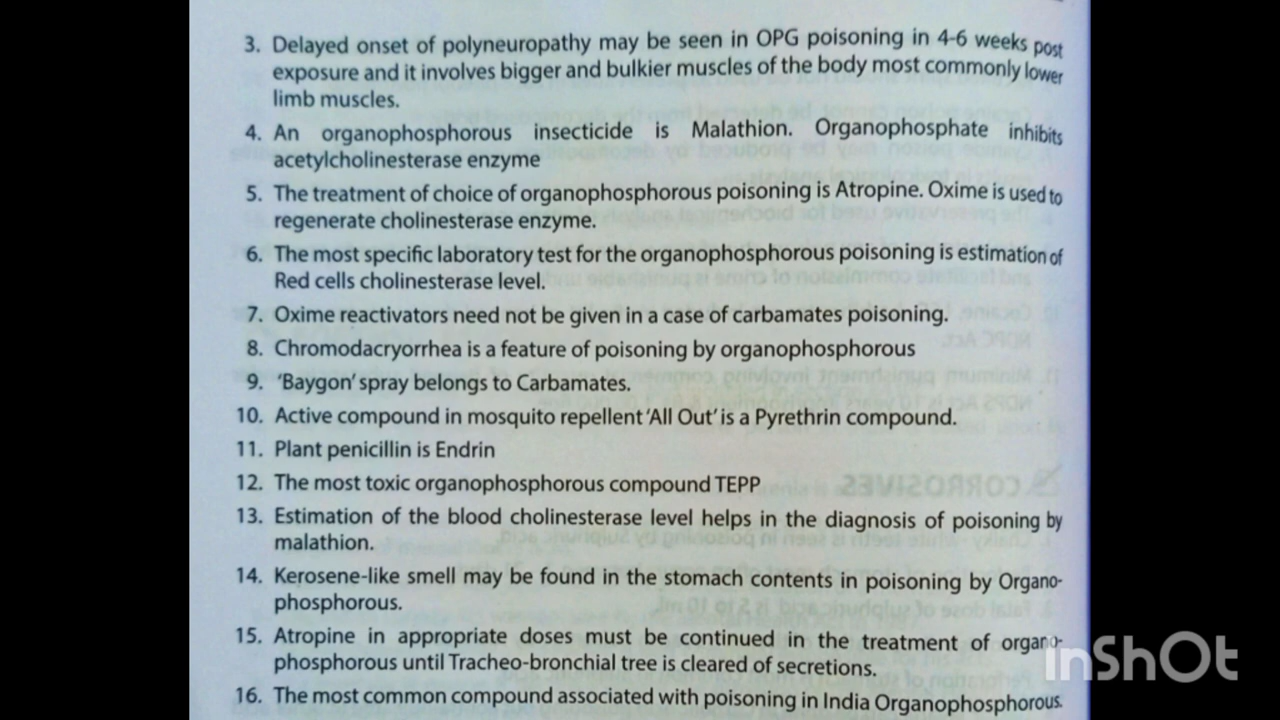 3. Delayed onset of polyneuropathy may be seen in OPG poisoning in 4-6 weeks post
exposure and it involves bigger and bulkier muscles of the body most commonly lower
limb muscles.
4. An organophosphorous insecticide is Malathion. Organophosphate inhibits
acetylcholinesterase enzyme
5. The treatment of choice of organophosphorous poisoning is Atropine. Oxime is used to
regenerate cholinesterase enzyme.
6. The most specific laboratory test for the organophosphorous poisoning is estimation of
Red cells cholinesterase level.
7. Oxime reactivators need not be given in a case of carbamates poisoning.
8. Chromodacryorrhea is a feature of poisoning by organophosphorous
9. 'Baygon' spray belongs to Carbamates.
10. Active compound in mosquito repellent 'All Out' is a Pyrethrin compound.
11. Plant penicillin is Endrin
12. The most toxic organophosphorous compound TEPP
13. Estimation of the blood cholinesterase level helps in the diagnosis of poisoning by
malathion.
14. Kerosene-like smell may be found in the stomach contents in poisoning by Organo-
phosphorous.
15. Atropine in appropriate doses must be continued in the treatment of organo-
phosphorous until Tracheo-bronchial tree is cleared of secretions.
16. The most common compound associated with poisoning in India Organophosphorous.
InShOt